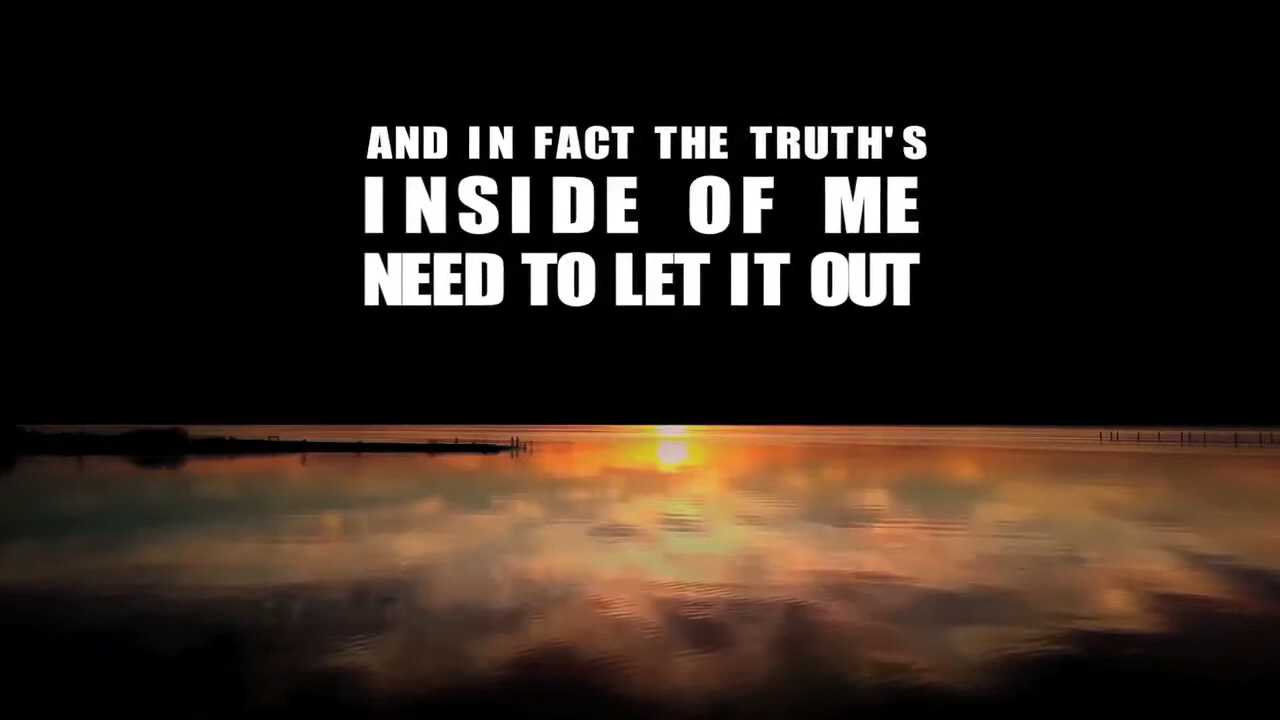 AND IN FACT THE TRUTH'S
INSIDE OF ME
NEED TO LET IT OUT